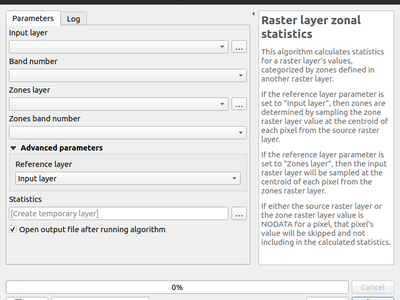 Parameters
Log
Input layer
...
Band number
Zones layer
...
Zones band number
Advanced parameters
Reference layer
Input layer
Statistics
[Create temporary layer]
...
Open output file after running algorithm
Raster layer zonal
statistics
This algorithm calculates statistics
for a raster layer's values,
categorized by zones defined in
another raster layer.
If the reference layer parameter is
set to "Input layer", then zones are
determined by sampling the zone
raster layer value at the centroid of
each pixel from the source raster
layer.
If the reference layer parameter is
set to "Zones layer", then the input
raster layer will be sampled at the
centroid of each pixel from the
zones raster layer.
If either the source raster layer or
the zone raster layer value is
NODATA for a pixel, that pixel's
value will be skipped and not
including in the calculated statistics.
0%
Cancel